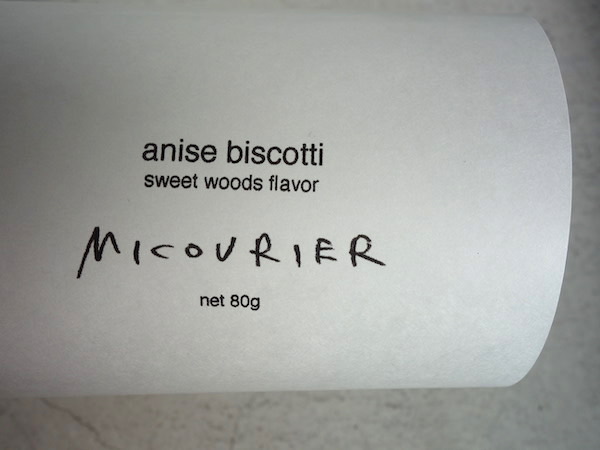 anise biscotti
sweet woods flavor
MICOURIER
net 80g